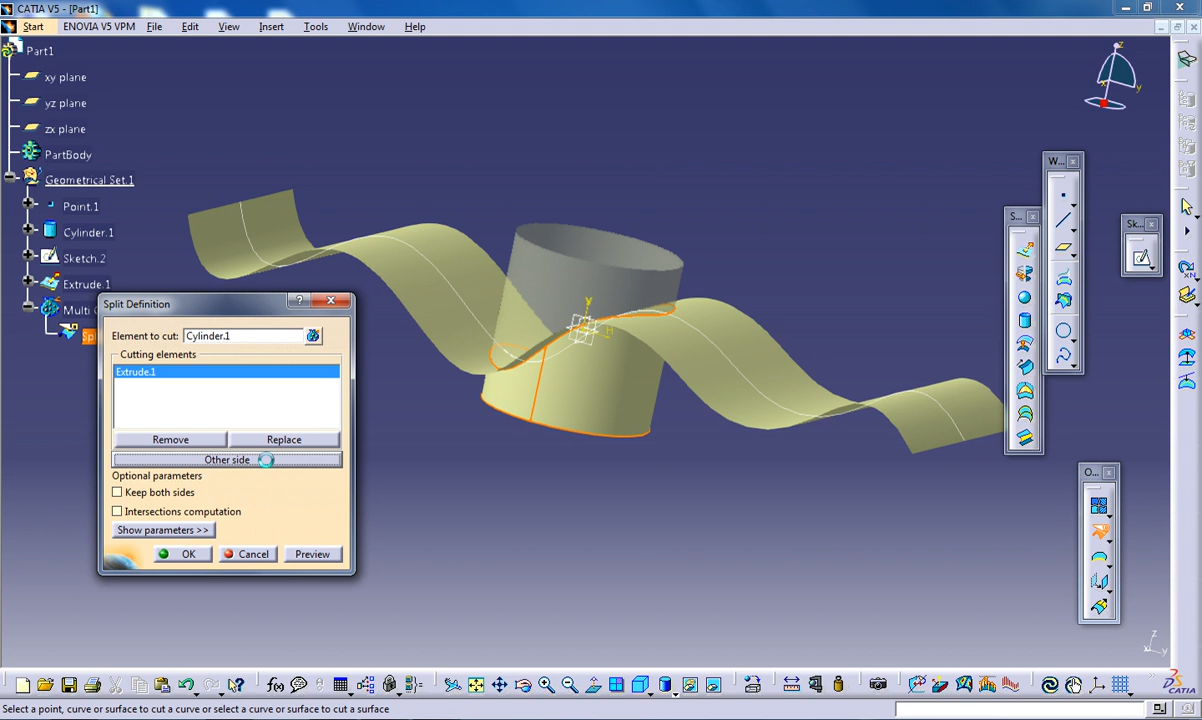 CATIA V5 - [Part1]
Start ENOVIA V5 VPM File Edit View Insert Tools Window Help
Part1
xy plane
yz plane
zx plane
PartBody
Geometrical Set.1
Point.1
Cylinder.1
Sketch.2
Extrude.1
Multi
Sp
Split Definition
Element to cut: Cylinder.1
Cutting elements
Extrude.1
Remove Replace
Other side
Optional parameters
Keep both sides
Intersections computation
Show parameters >>
OK Cancel Preview
z
x y
y
H
W...
S...
Sk...
O...
z
y
f(x)
CATIA
Select a point, curve or surface to cut a curve or select a curve or surface to cut a surface